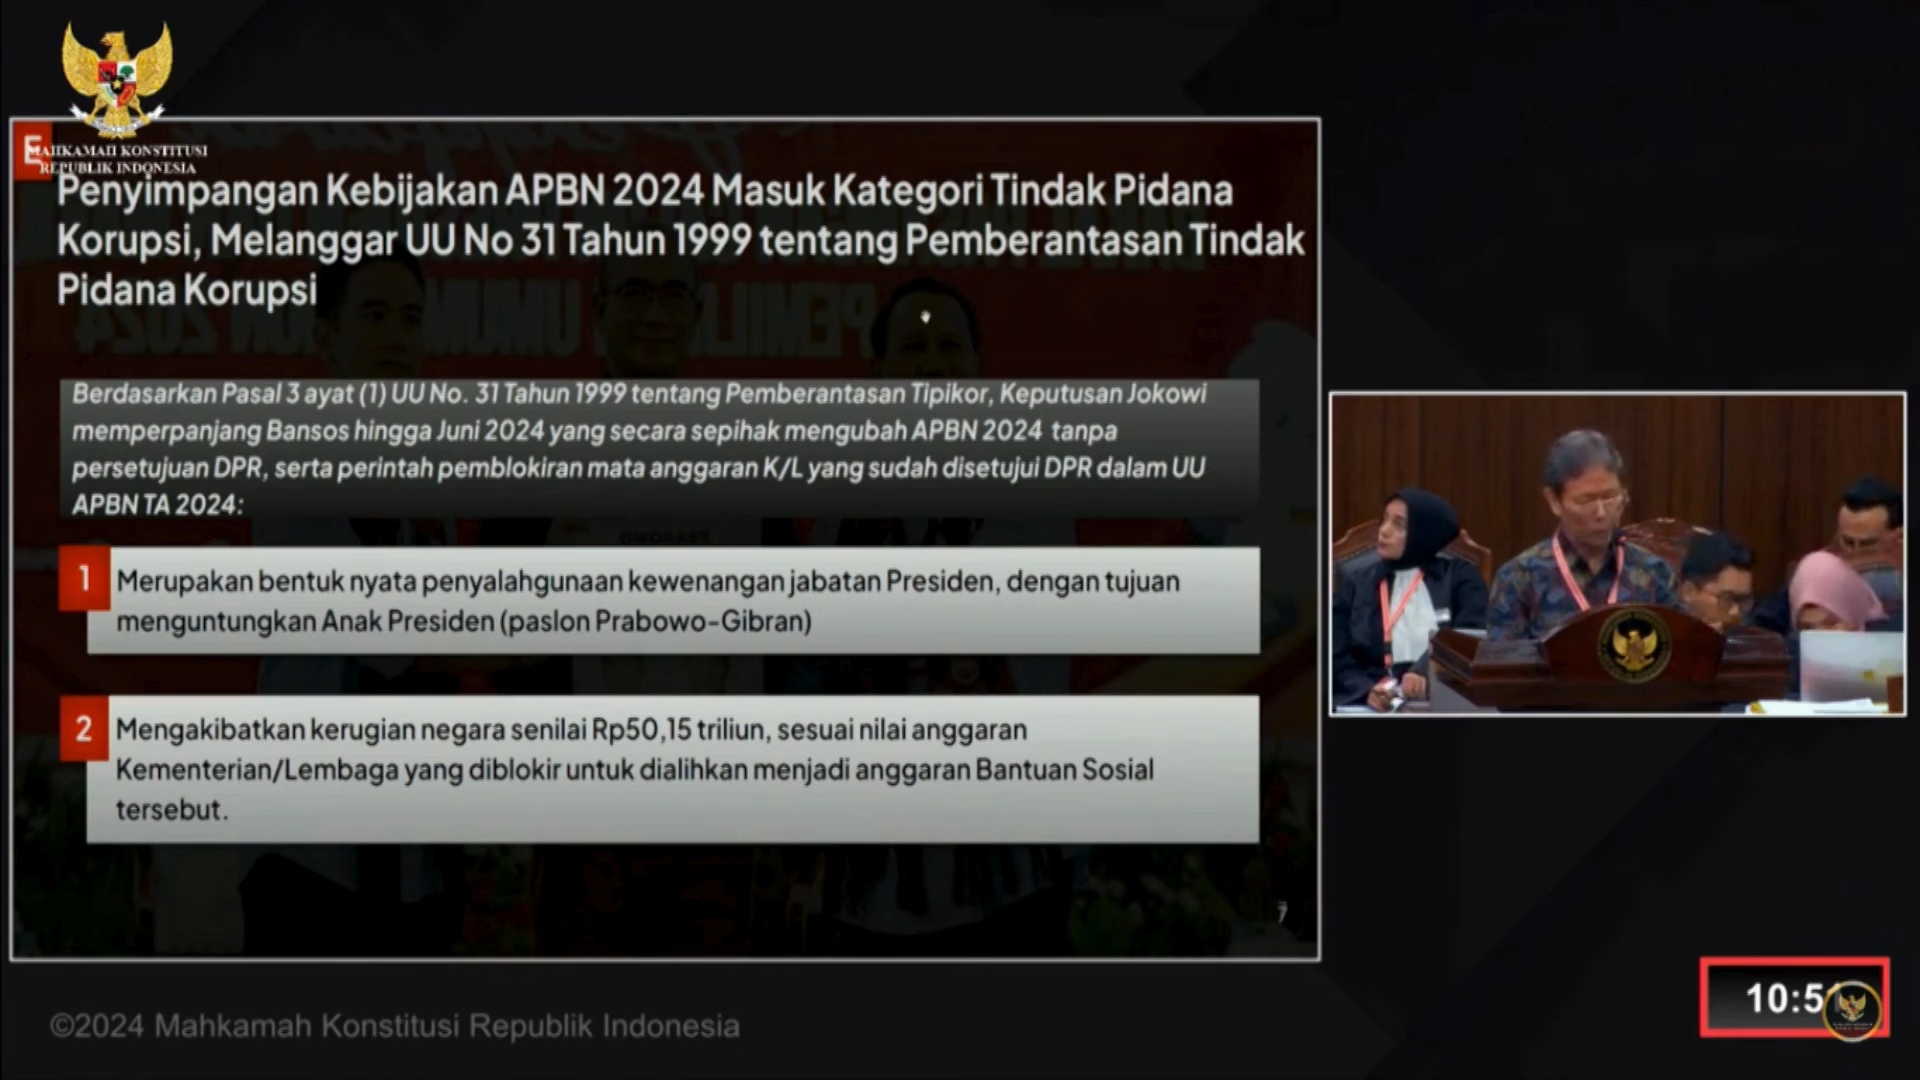 MAHKAMAH KONSTITUSI
REPUBLIK INDONESIA
E
Penyimpangan Kebijakan APBN 2024 Masuk Kategori Tindak Pidana
Korupsi, Melanggar UU No 31 Tahun 1999 tentang Pemberantasan Tindak
Pidana Korupsi
Berdasarkan Pasal 3 ayat (1) UU No. 31 Tahun 1999 tentang Pemberantasan Tipikor, Keputusan Jokowi
memperpanjang Bansos hingga Juni 2024 yang secara sepihak mengubah APBN 2024 tanpa
persetujuan DPR, serta perintah pemblokiran mata anggaran K/L yang sudah disetujui DPR dalam UU
APBN TA 2024:
1
Merupakan bentuk nyata penyalahgunaan kewenangan jabatan Presiden, dengan tujuan
menguntungkan Anak Presiden (paslon Prabowo-Gibran)
2
Mengakibatkan kerugian negara senilai Rp50,15 triliun, sesuai nilai anggaran
Kementerian/Lembaga yang diblokir untuk dialihkan menjadi anggaran Bantuan Sosial
tersebut.
7
©2024 Mahkamah Konstitusi Republik Indonesia
10:5